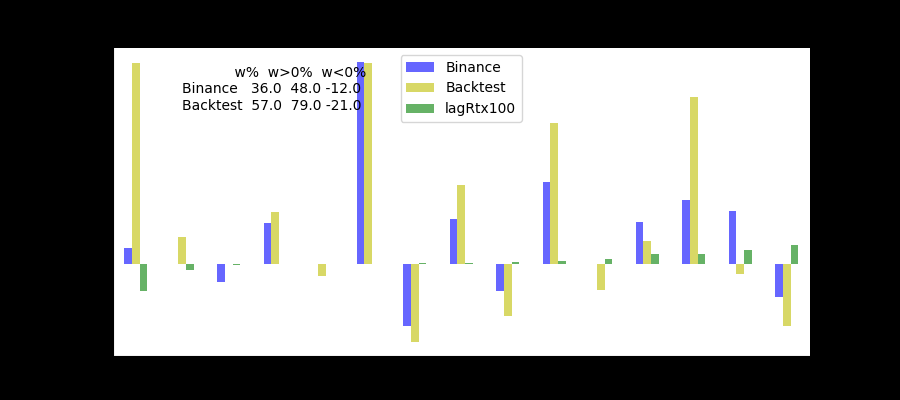 w% w>0% w<0%
Binance 36.0 48.0 -12.0
Backtest 57.0 79.0 -21.0
Binance
Backtest
lagRtx100